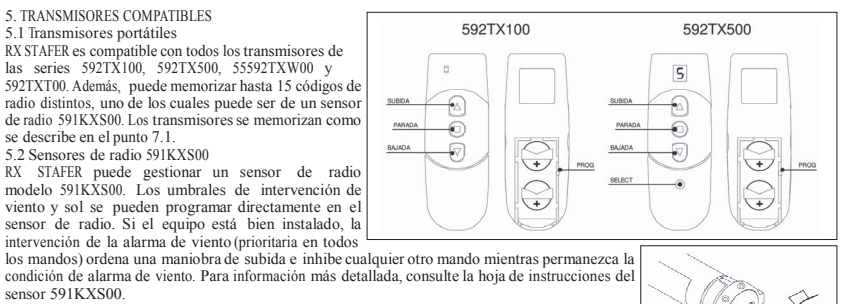 5. TRANSMISORES COMPATIBLES
5.1 Transmisores portátiles
RX STAFER es compatible con todos los transmisores de
las series 592TX100, 592TX500, 55592TXW00 y
592TXT00. Además, puede memorizar hasta 15 códigos de
radio distintos, uno de los cuales puede ser de un sensor
de radio 591KXS00. Los transmisores se memorizan como
se describe en el punto 7.1.
5.2 Sensores de radio 591KXS00
RX STAFER puede gestionar un sensor de radio
modelo 591KXS00. Los umbrales de intervención de
viento y sol se pueden programar directamente en el
sensor de radio. Si el equipo está bien instalado, la
intervención de la alarma de viento (prioritaria en todos
los mandos) ordena una maniobra de subida e inhibe cualquier otro mando mientras permanezca la
condición de alarma de viento. Para información más detallada, consulte la hoja de instrucciones del
sensor 591KXS00.
592TX100
SUBIDA
PARADA
BAJADA
PROG
592TX500
5
SUBIDA
PARADA
BAJADA
SELECT
PROG